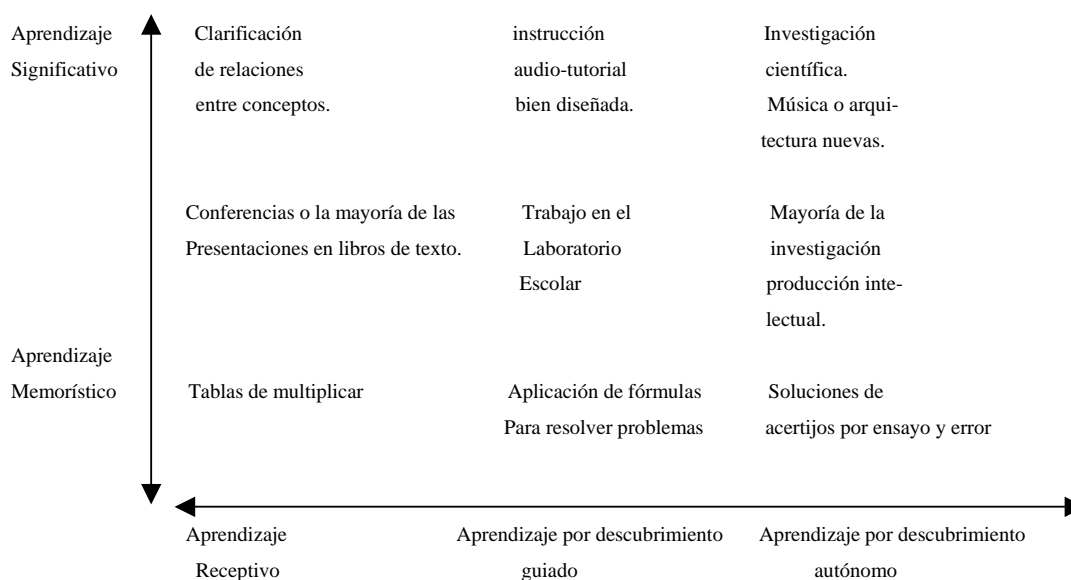 Aprendizaje Clarificación instrucción Investigación
Significativo de relaciones audio-tutorial científica.
entre conceptos. bien diseñada. Música o arqui-
tectura nuevas.
Conferencias o la mayoría de las Trabajo en el Mayoría de la
Presentaciones en libros de texto. Laboratorio investigación
Escolar producción inte-
lectual.
Aprendizaje
Memorístico Tablas de multiplicar Aplicación de fórmulas Soluciones de
Para resolver problemas acertijos por ensayo y error
Aprendizaje Aprendizaje por descubrimiento Aprendizaje por descubrimiento
Receptivo guiado autónomo